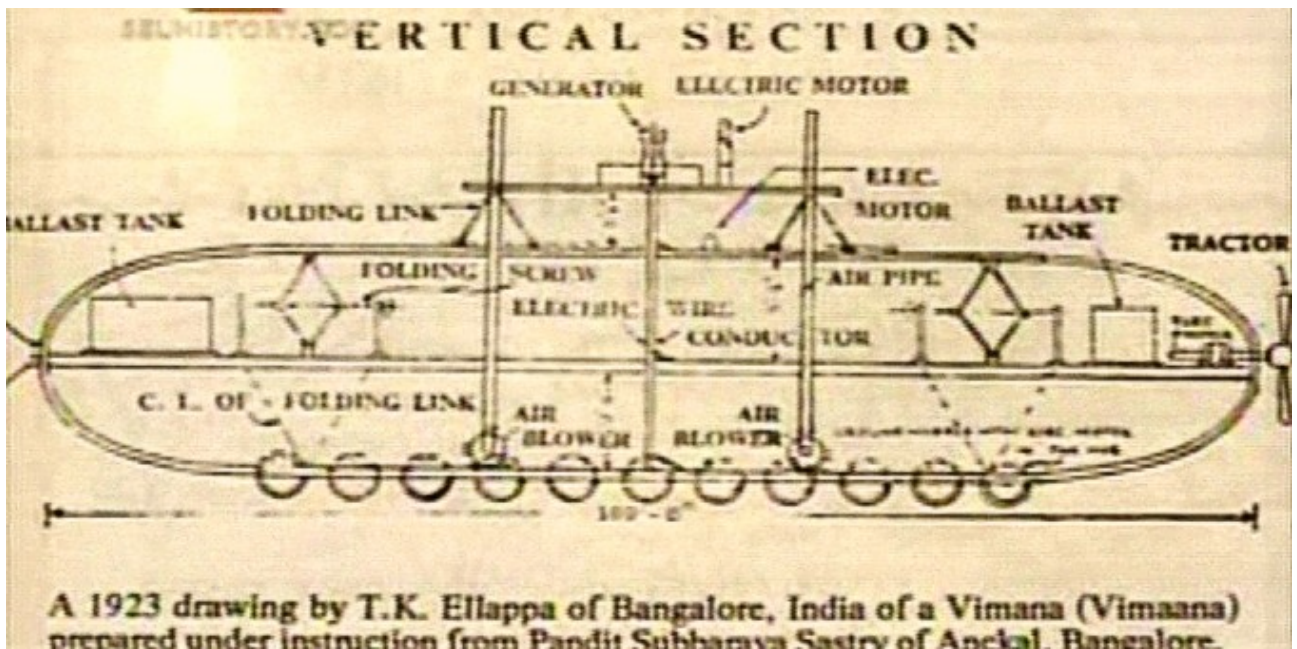 VERTICAL SECTION
GENERATOR ELECTRIC MOTOR
ELEC.
MOTOR
FOLDING LINK
BALLAST
TANK
ALLAST TANK
TRACTOR
FOLDING SCREW
AIR PIPE
ELECTRIC WIRE
CONDUCTOR
C. L. OF - FOLDING LINK
AIR
BLOWER
AIR
BLOWER
A 1923 drawing by T.K. Ellappa of Bangalore, India of a Vimana (Vimaana)
prepared under instruction from Pandit Subbaraya Sastry of Anekal, Bangalore.